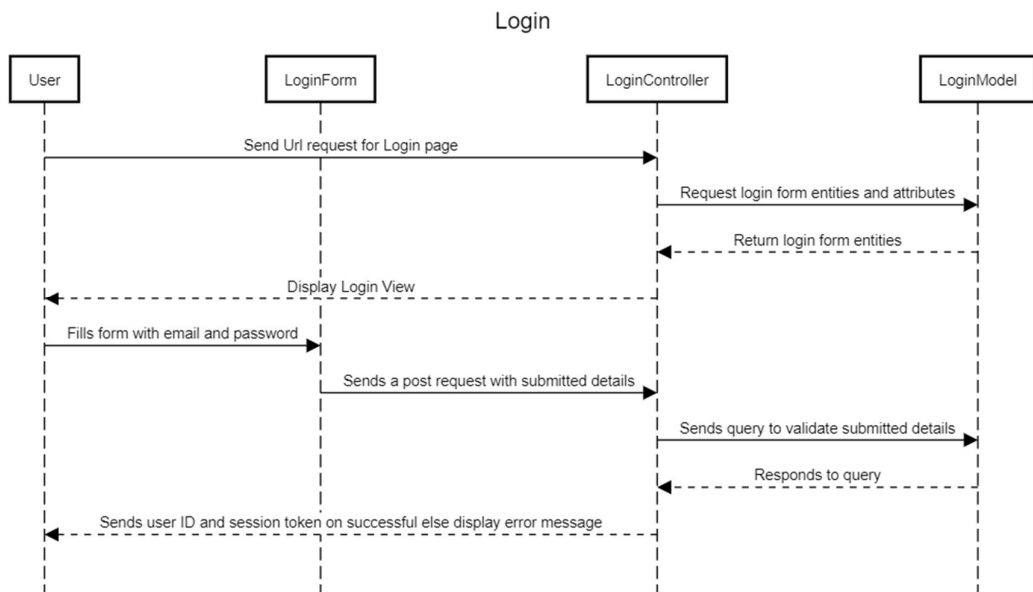 Login
User
LoginForm
LoginController
LoginModel
Send Url request for Login page
Request login form entities and attributes
Return login form entities
Display Login View
Fills form with email and password
Sends a post request with submitted details
Sends query to validate submitted details
Responds to query
Sends user ID and session token on successful else display error message